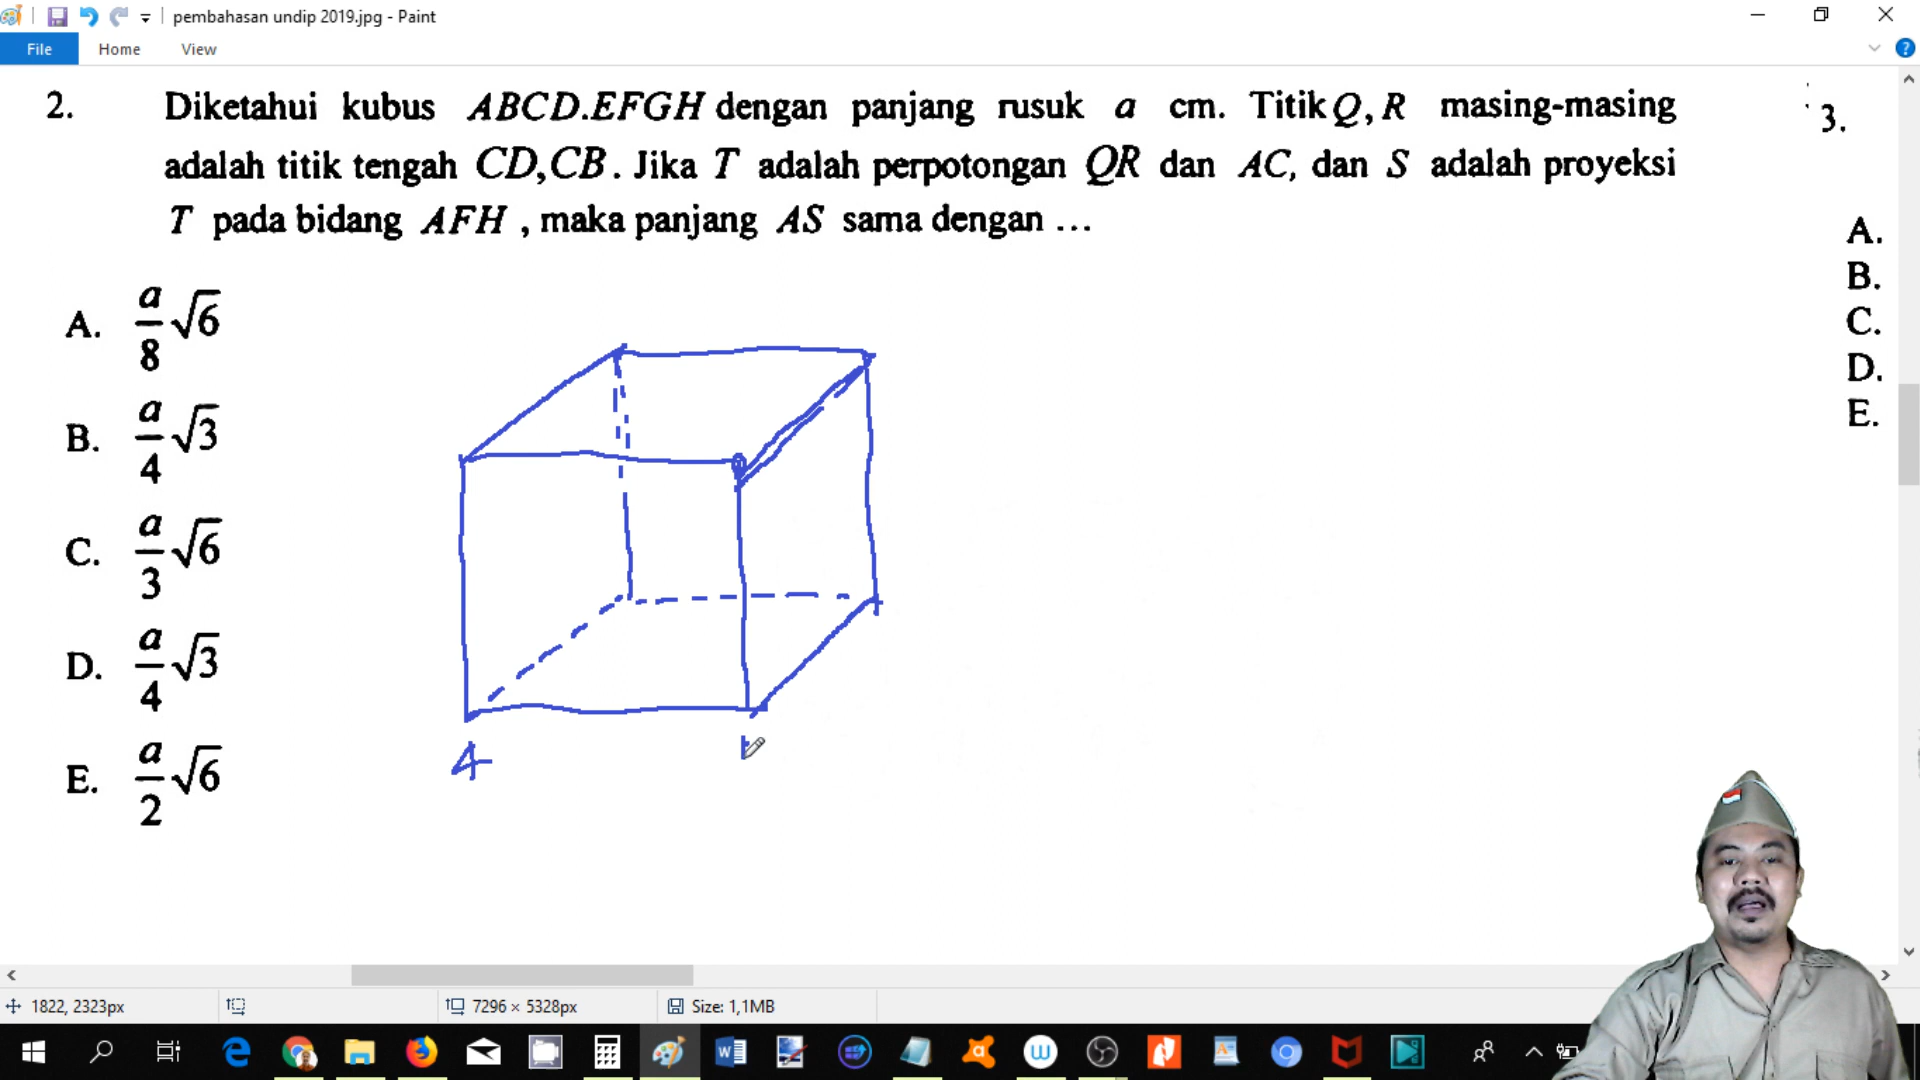 pembahasan undip 2019.jpg - Paint
File Home View
2. Diketahui kubus ABCD.EFGH dengan panjang rusuk a cm. Titik Q, R masing-masing
adalah titik tengah CD, CB. Jika T adalah perpotongan QR dan AC, dan S adalah proyeksi
T pada bidang AFH, maka panjang AS sama dengan ...
A. a/8 √6
B. a/4 √3
C. a/3 √6
D. a/4 √3
E. a/2 √6
3.
A.
B.
C.
D.
E.
1822, 2323px 7296 × 5328px Size: 1,1MB